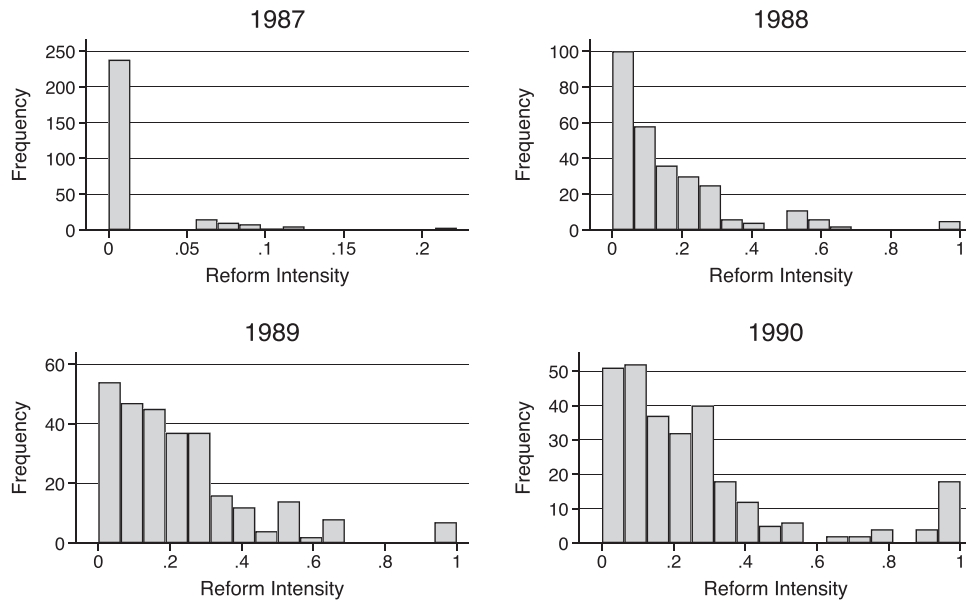 1987
250
200
150
100
50
0
Frequency
0 .05 .1 .15 .2
Reform Intensity
1988
100
80
60
40
20
0
Frequency
0 .2 .4 .6 .8 1
Reform Intensity
1989
60
40
20
0
Frequency
0 .2 .4 .6 .8 1
Reform Intensity
1990
50
40
30
20
10
0
Frequency
0 .2 .4 .6 .8 1
Reform Intensity